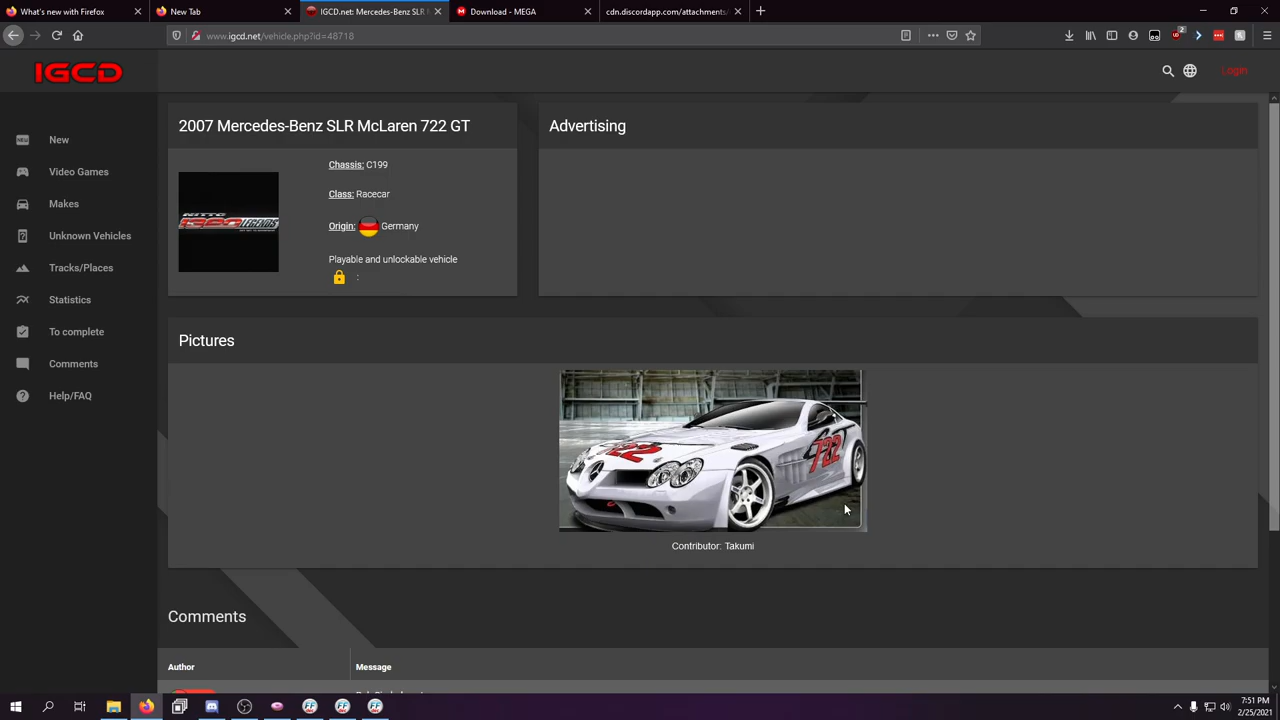 What's new with Firefox
New Tab
IGCD.net: Mercedes-Benz SLR M
Download - MEGA
cdn.discordapp.com/attachments/
www.igcd.net/vehicle.php?id=48718
2
IGCD
Login
New
Video Games
Makes
Unknown Vehicles
Tracks/Places
Statistics
To complete
Comments
Help/FAQ
2007 Mercedes-Benz SLR McLaren 722 GT
NITTO
LEGENDS
Chassis: C199
Class: Racecar
Origin: Germany
Playable and unlockable vehicle
:
Advertising
Pictures
722
722
Contributor: Takumi
Comments
Author
Message
7:51 PM
2/25/2021